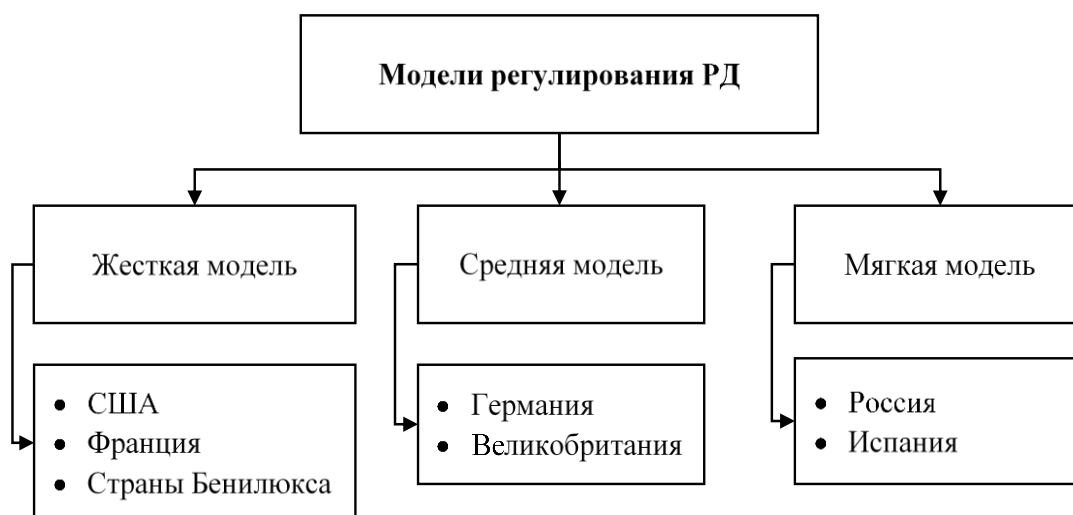 Модели регулирования РД
Жесткая модель
Средняя модель
Мягкая модель
• США
• Франция
• Страны Бенилюкса
• Германия
• Великобритания
• Россия
• Испания